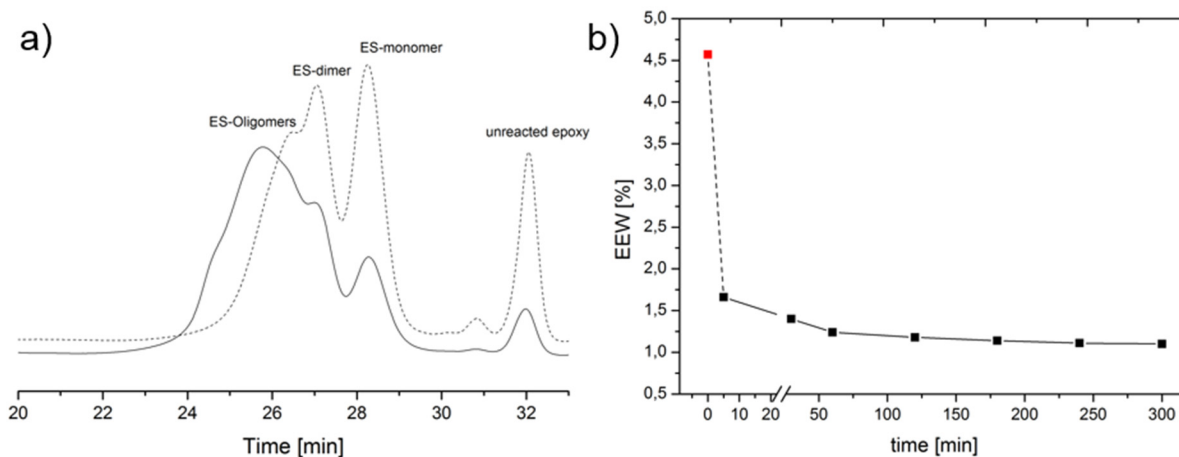 a)
ES-monomer
ES-dimer
ES-Oligomers
unreacted epoxy
20 22 24 26 28 30 32
Time [min]
b)
5,0
4,5
4,0
3,5
3,0
2,5
2,0
1,5
1,0
0,5
EEW [%]
0 5 10 20 50 100 150 200 250 300
time [min]